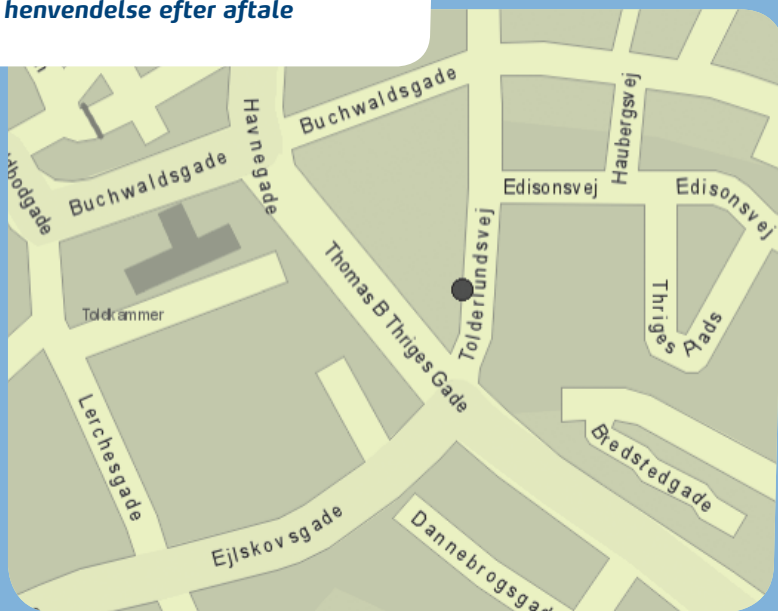 henvendelse efter aftale
Buchwaldsgade
Havnegade
Haubergsvej
Buchwaldsgade
Edisonsvej
Edisonsvej
Tolderlundsvej
Thomas B Thriges Gade
Toldkammer
Thriges
Plads
Lerchesgade
Bredstedgade
Ejlskovsgade
Dannebrogsgade